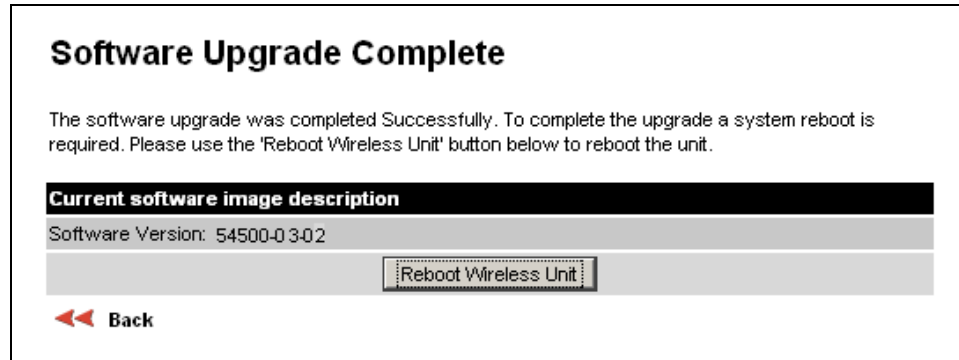 Software Upgrade Complete
The software upgrade was completed Successfully. To complete the upgrade a system reboot is
required. Please use the 'Reboot Wireless Unit' button below to reboot the unit.
Current software image description
Software Version: 54500-03-02
Reboot Wireless Unit
Back